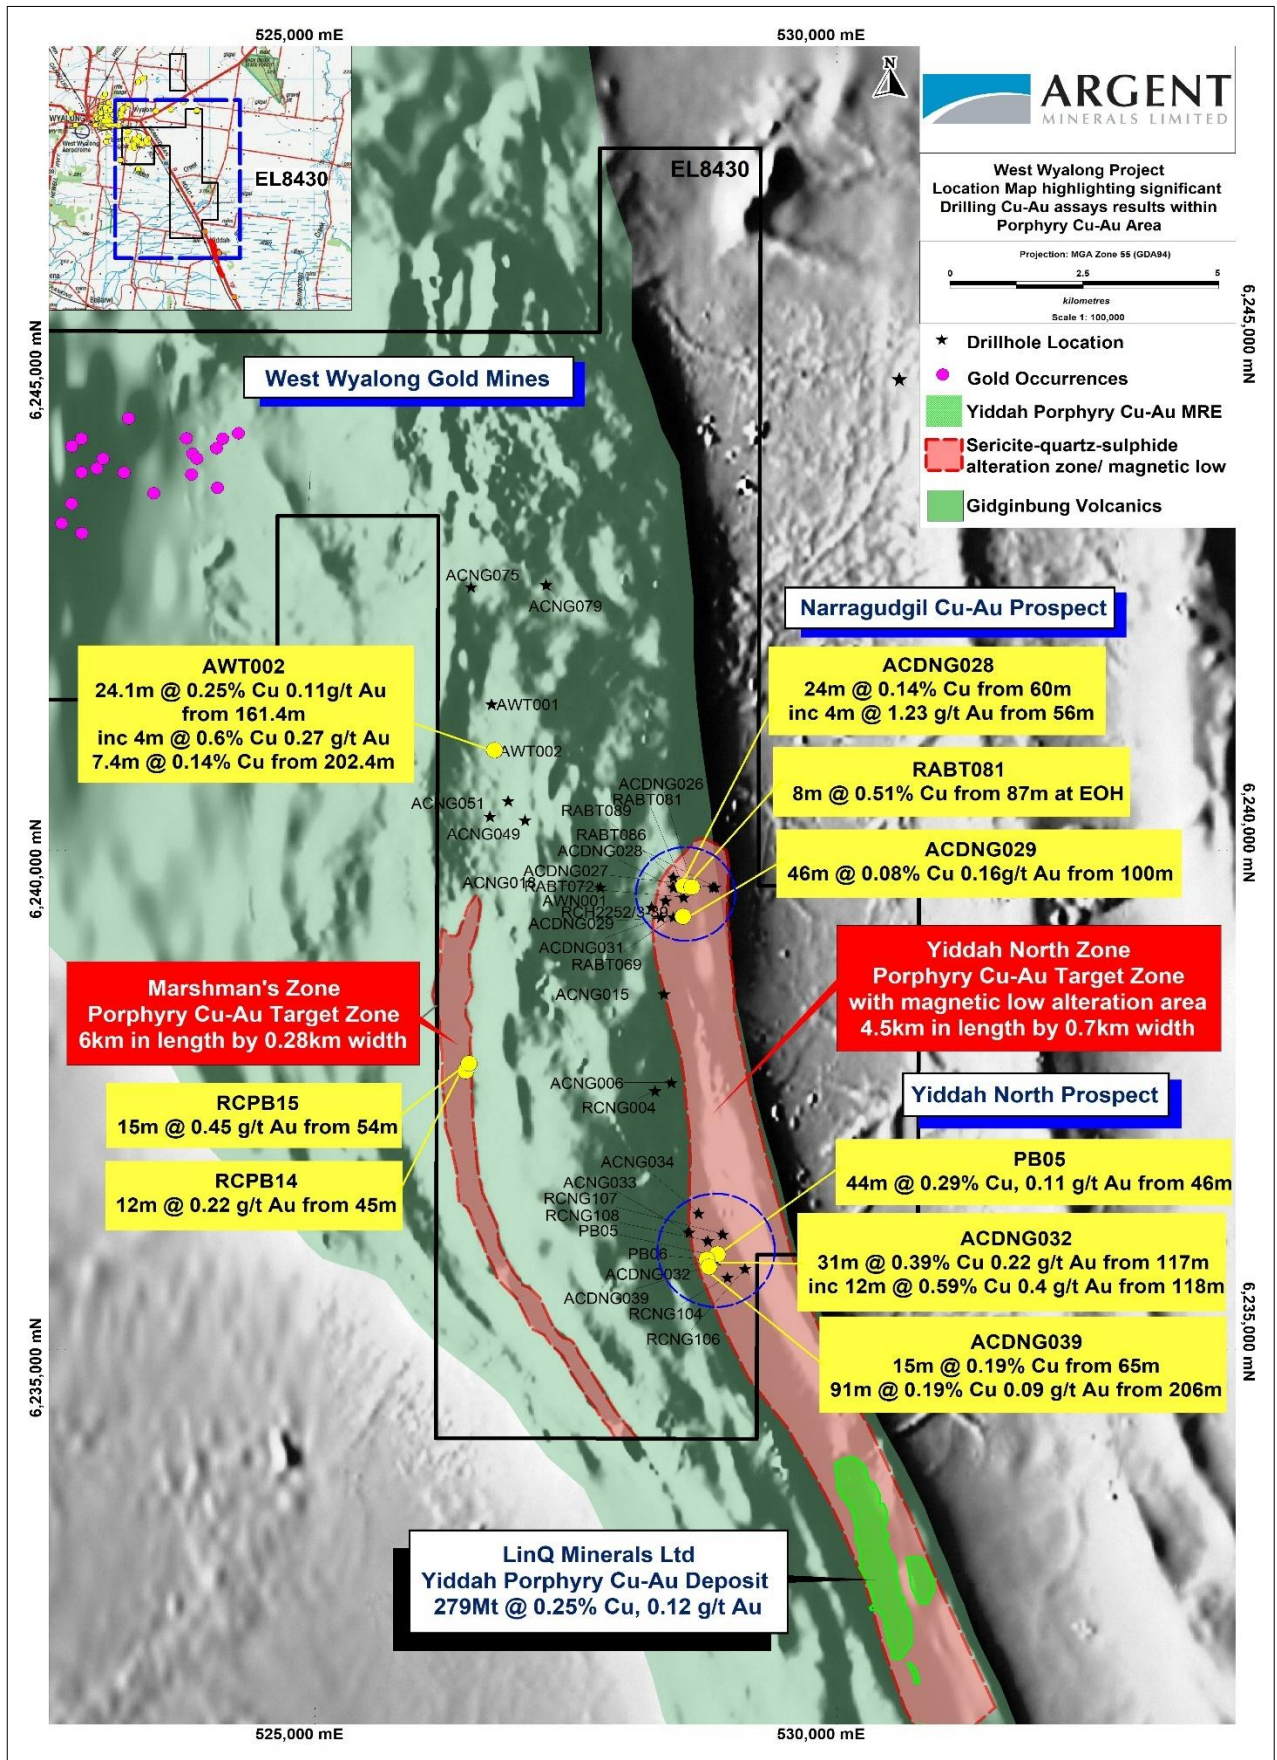 525,000 mE
530,000 mE
EL8430
N
ARGENT
MINERALS LIMITED
West Wyalong Project
Location Map highlighting significant
Drilling Cu-Au assays results within
Porphyry Cu-Au Area
Projection: MGA Zone 55 (GDA94)
0 2.5 5
kilometres
Scale 1: 100,000
Drillhole Location
Gold Occurrences
Yiddah Porphyry Cu-Au MRE
Sericite-quartz-sulphide
alteration zone/ magnetic low
Gidginbung Volcanics
WYALONG
West Wyalong
Aerodrome
EL8430
6,245,000 mN
6,245,000 mN
West Wyalong Gold Mines
ACNG075
ACNG079
Narragudgil Cu-Au Prospect
AWT002
24.1m @ 0.25% Cu 0.11g/t Au
from 161.4m
inc 4m @ 0.6% Cu 0.27 g/t Au
7.4m @ 0.14% Cu from 202.4m
ACDNG028
24m @ 0.14% Cu from 60m
inc 4m @ 1.23 g/t Au from 56m
AWT001
AWT002
RABT081
8m @ 0.51% Cu from 87m at EOH
ACDNG026
RABT081
RABT089
ACNG051
ACNG049
RABT086
ACDNG028
ACDNG029
46m @ 0.08% Cu 0.16g/t Au from 100m
6,240,000 mN
6,240,000 mN
ACDNG027
ACNG018
RABT072
AWN001
RCH2252/3-39
ACDNG029
ACDNG031
RABT069
ACNG015
Marshman's Zone
Porphyry Cu-Au Target Zone
6km in length by 0.28km width
Yiddah North Zone
Porphyry Cu-Au Target Zone
with magnetic low alteration area
4.5km in length by 0.7km width
ACNG006
RCNG004
Yiddah North Prospect
RCPB15
15m @ 0.45 g/t Au from 54m
RCPB14
12m @ 0.22 g/t Au from 45m
ACNG034
ACNG033
RCNG107
RCNG108
PB05
PB06
ACDNG032
ACDNG039
RCNG104
RCNG106
PB05
44m @ 0.29% Cu, 0.11 g/t Au from 46m
ACDNG032
31m @ 0.39% Cu 0.22 g/t Au from 117m
inc 12m @ 0.59% Cu 0.4 g/t Au from 118m
ACDNG039
15m @ 0.19% Cu from 65m
91m @ 0.19% Cu 0.09 g/t Au from 206m
6,235,000 mN
6,235,000 mN
LinQ Minerals Ltd
Yiddah Porphyry Cu-Au Deposit
279Mt @ 0.25% Cu, 0.12 g/t Au
525,000 mE
530,000 mE